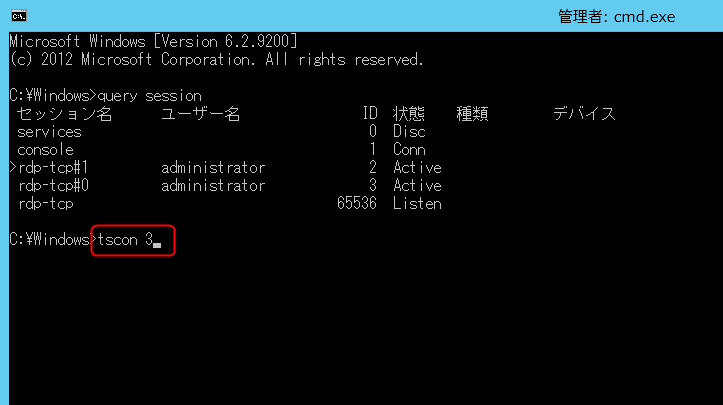 管理者: cmd.exe
Microsoft Windows [Version 6.2.9200]
(c) 2012 Microsoft Corporation. All rights reserved.
C:¥Windows>query session
セッション名 ユーザー名 ID 状態 種類 デバイス
services 0 Disc
console 1 Conn
>rdp-tcp#1 administrator 2 Active
rdp-tcp#0 administrator 3 Active
rdp-tcp 65536 Listen
C:¥Windows>tscon 3